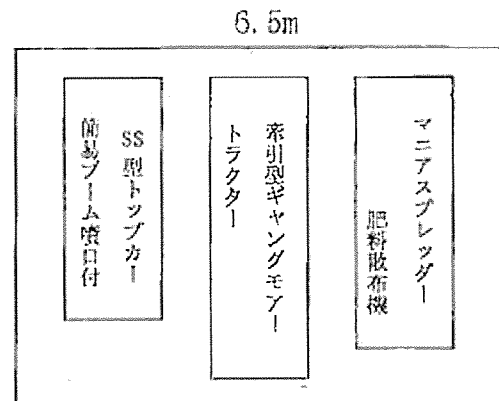 6.5m
マニアスプレッダー
肥料散布機
牽引型ギャングモアー
トラクター
SS型トップカー
簡易ブーム噴口付